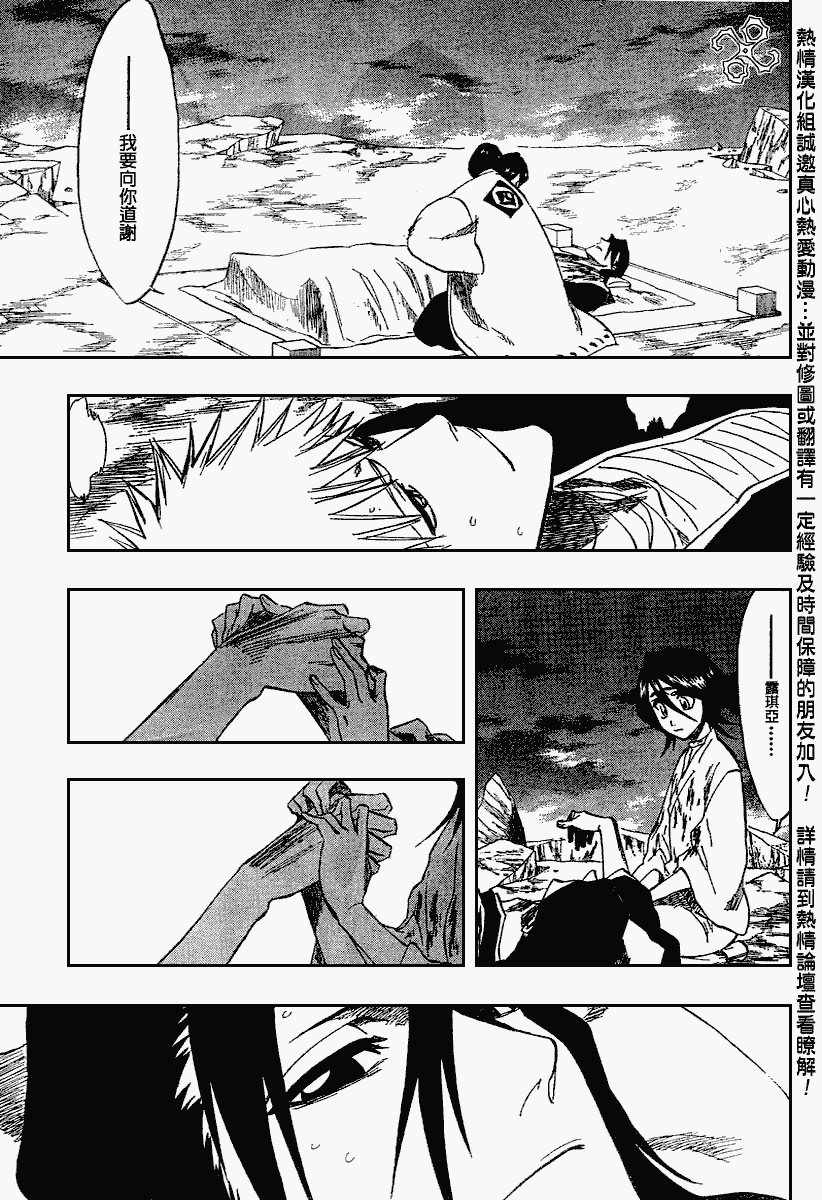 ——我要向你道謝
——露琪亞……
熱情漢化組誠邀真心熱愛動漫…並對修圖或翻譯有一定經驗及時間保障的朋友加入！ 詳情請到熱情論壇查看瞭解！